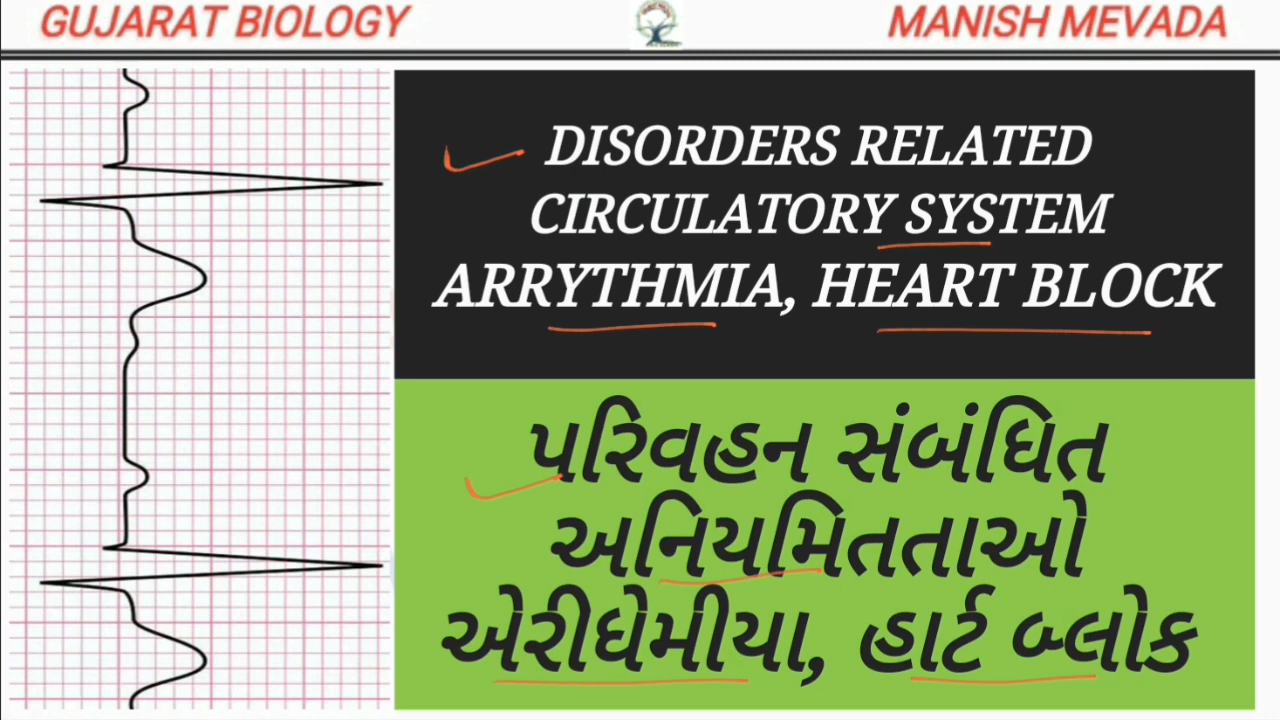 GUJARAT BIOLOGY
MANISH MEVADA
DISORDERS RELATED
CIRCULATORY SYSTEM
ARRYTHMIA, HEART BLOCK
પરિવહન સંબંધિત
અનિયમિતતાઓ
એરીધેમીયા, હાર્ટ બ્લોક